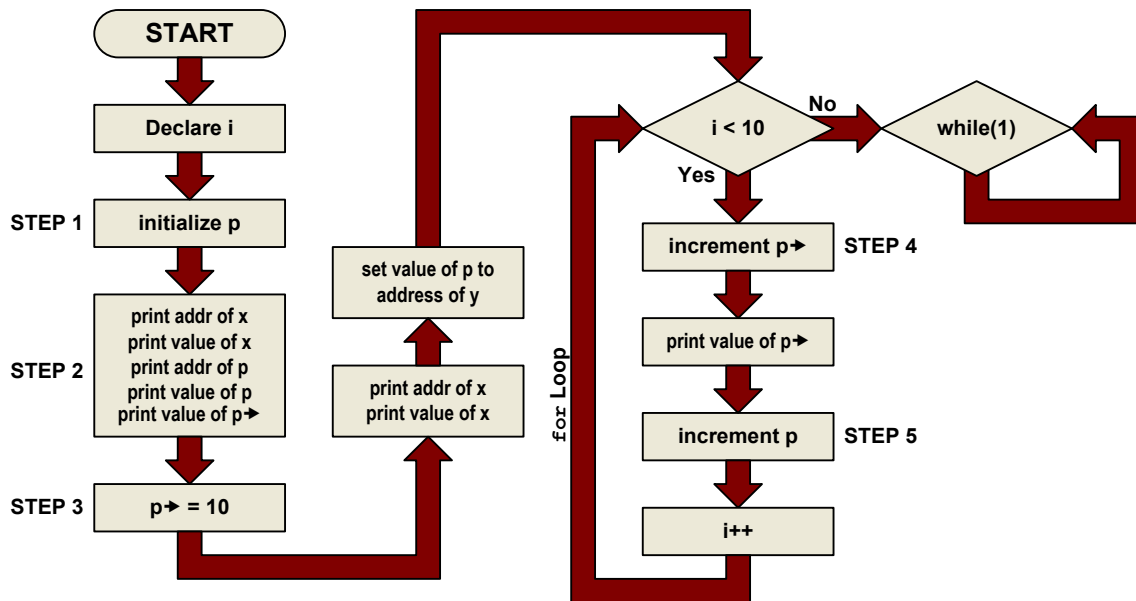 START
Declare i
STEP 1
initialize p
STEP 2
print addr of x
print value of x
print addr of p
print value of p
print value of p➔
STEP 3
p➔ = 10
print addr of x
print value of x
set value of p to
address of y
i < 10
No
while(1)
Yes
increment p➔
STEP 4
print value of p➔
for Loop
increment p
STEP 5
i++